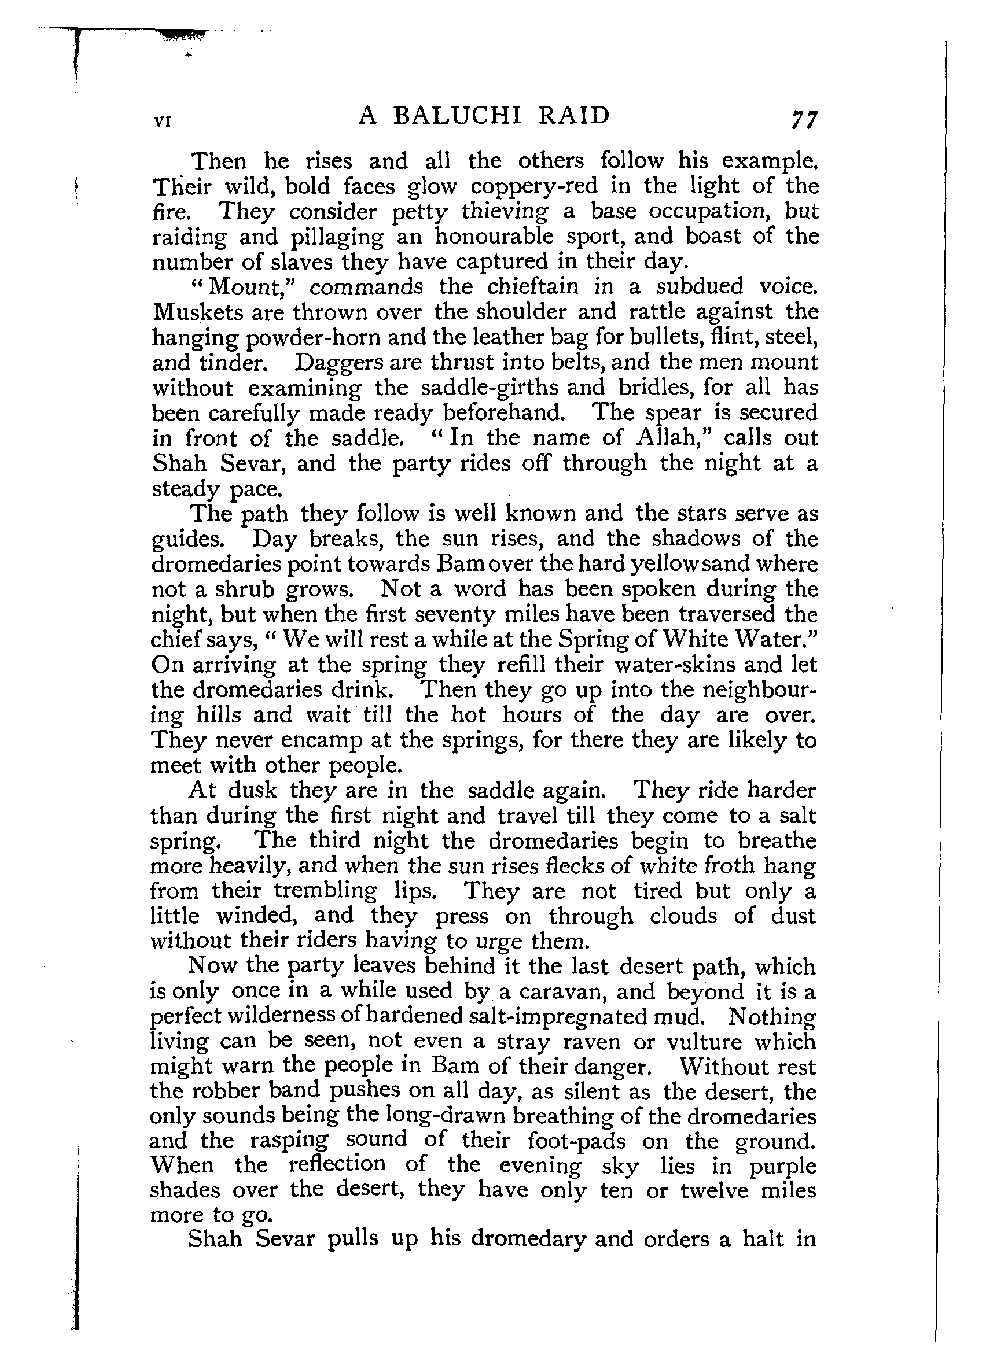 VI A BALUCHI RAID 77
Then he rises and all the others follow his example.
Their wild, bold faces glow coppery-red in the light of the
fire. They consider petty thieving a base occupation, but
raiding and pillaging an honourable sport, and boast of the
number of slaves they have captured in their day.
“Mount,” commands the chieftain in a subdued voice.
Muskets are thrown over the shoulder and rattle against the
hanging powder-horn and the leather bag for bullets, flint, steel,
and tinder. Daggers are thrust into belts, and the men mount
without examining the saddle-girths and bridles, for all has
been carefully made ready beforehand. The spear is secured
in front of the saddle. “In the name of Allah,” calls out
Shah Sevar, and the party rides off through the night at a
steady pace.
The path they follow is well known and the stars serve as
guides. Day breaks, the sun rises, and the shadows of the
dromedaries point towards Bam over the hard yellow sand where
not a shrub grows. Not a word has been spoken during the
night, but when the first seventy miles have been traversed the
chief says, “We will rest a while at the Spring of White Water.”
On arriving at the spring they refill their water-skins and let
the dromedaries drink. Then they go up into the neighbour-
ing hills and wait till the hot hours of the day are over.
They never encamp at the springs, for there they are likely to
meet with other people.
At dusk they are in the saddle again. They ride harder
than during the first night and travel till they come to a salt
spring. The third night the dromedaries begin to breathe
more heavily, and when the sun rises flecks of white froth hang
from their trembling lips. They are not tired but only a
little winded, and they press on through clouds of dust
without their riders having to urge them.
Now the party leaves behind it the last desert path, which
is only once in a while used by a caravan, and beyond it is a
perfect wilderness of hardened salt-impregnated mud. Nothing
living can be seen, not even a stray raven or vulture which
might warn the people in Bam of their danger. Without rest
the robber band pushes on all day, as silent as the desert, the
only sounds being the long-drawn breathing of the dromedaries
and the rasping sound of their foot-pads on the ground.
When the reflection of the evening sky lies in purple
shades over the desert, they have only ten or twelve miles
more to go.
Shah Sevar pulls up his dromedary and orders a halt in